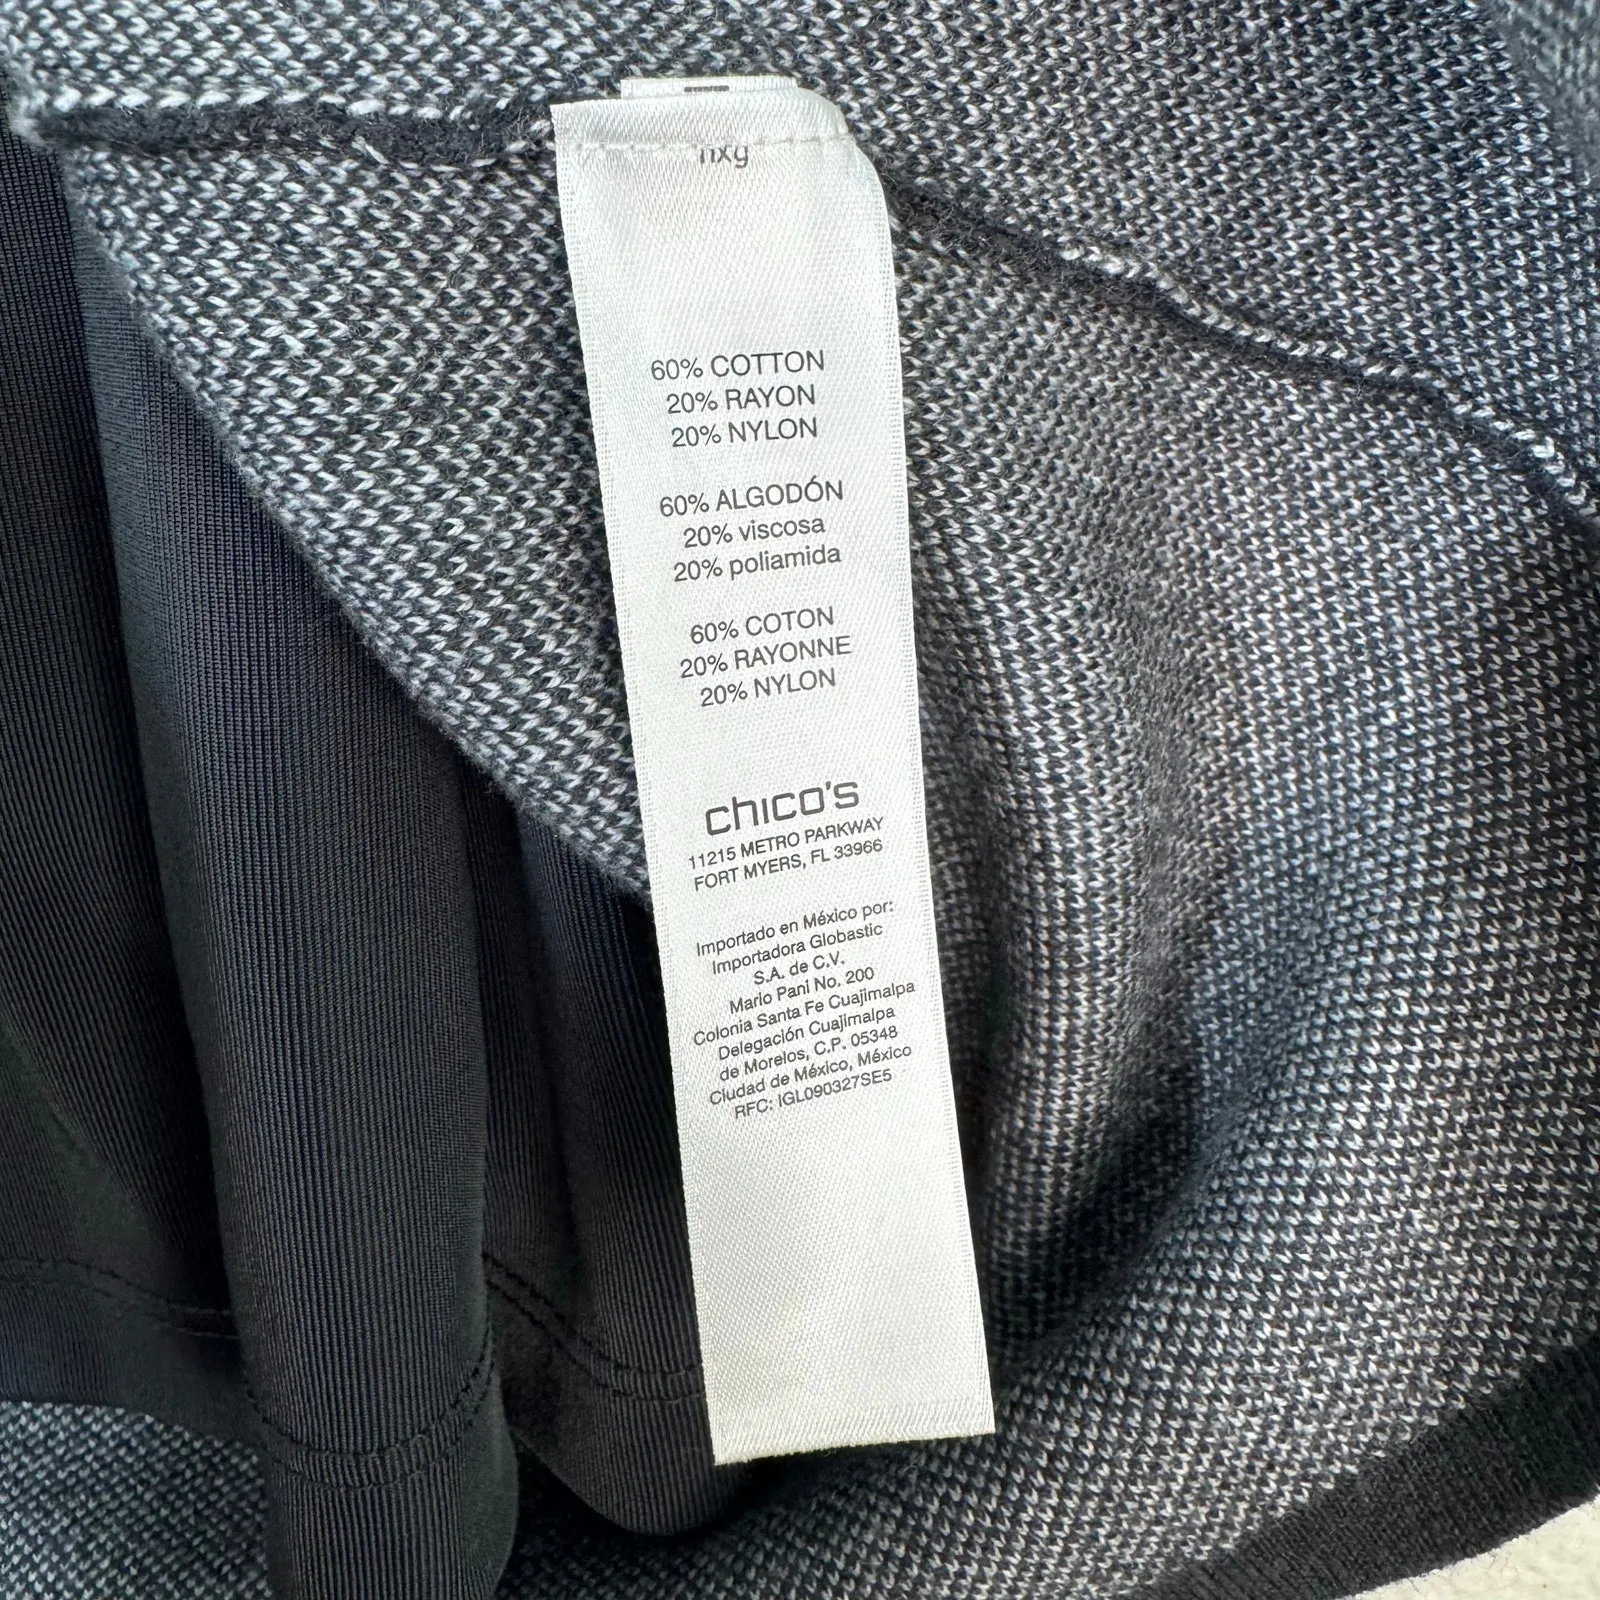 60% COTTON
20% RAYON
20% NYLON
60% ALGODÓN
20% viscosa
20% poliamida
60% COTON
20% RAYONNE
20% NYLON
chico's
11215 METRO PARKWAY
FORT MYERS, FL 33966
Importado en México por:
Importadora Globastic
S.A. de C.V.
Mario Pani No. 200
Colonia Santa Fe Cuajimalpa
Delegación Cuajimalpa
de Morelos, C.P. 05348
Ciudad de México, México
RFC: IGL090327SE5